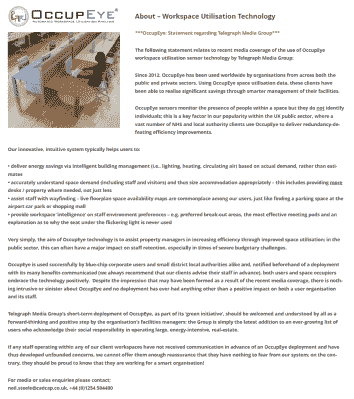 OCCUPEYE®
AUTOMATED WORKSPACE UTILISATION ANALYSIS
About – Workspace Utilisation Technology
***OccupEye: Statement regarding Telegraph Media Group***
The following statement relates to recent media coverage of the use of OccupEye
workspace utilisation sensor technology by Telegraph Media Group:
Since 2012, OccupEye has been used worldwide by organisations from across both the
public and private sectors. Using OccupEye space utilisation data, these clients have
been able to realise significant savings through smarter management of their facilities.
OccupEye sensors monitor the presence of people within a space but they do not identify
individuals; this is a key factor in our popularity within the UK public sector, where a
vast number of NHS and local authority clients use OccupEye to deliver redundancy-de-
feating efficiency improvements.
Our innovative, intuitive system typically helps users to:
• deliver energy savings via intelligent building management (i.e., lighting, heating, circulating air) based on actual demand, rather than esti-
mates
• accurately understand space demand (including staff and visitors) and thus size accommodation appropriately – this includes providing more
desks / property where needed, not just less
• assist staff with wayfinding – live floorplan space availability maps are commonplace among our users, just like finding a parking space at the
airport car park or shopping mall
• provide workspace 'intelligence' on staff environment preferences – e.g. preferred break-out areas, the most effective meeting pods and an
explanation as to why the seat under the flickering light is never used
Very simply, the aim of OccupEye technology is to assist property managers in increasing efficiency through improved space utilisation; in the
public sector, this can often have a major impact on staff retention, especially in times of severe budgetary challenges.
OccupEye is used successfully by blue-chip corporate users and small district local authorities alike and, notified beforehand of a deployment
with its many benefits communicated (we always recommend that our clients advise their staff in advance), both users and space occupiers
embrace the technology positively. Despite the impression that may have been formed as a result of the recent media coverage, there is noth-
ing intrusive or sinister about OccupEye and no deployment has ever had anything other than a positive impact on both a user organisation
and its staff.
Telegraph Media Group's short-term deployment of OccupEye, as part of its 'green initiative', should be welcomed and understood by all as a
forward-thinking and positive step by the organisation's facilities managers: the Group is simply the latest addition to an ever-growing list of
users who acknowledge their social responsibility in operating large, energy-intensive, real-estate.
If any staff operating within any of our client workspaces have not received communication in advance of an OccupEye deployment and have
thus developed unfounded concerns, we cannot offer them enough reassurance that they have nothing to fear from our system; on the con-
trary, they should be proud to know that they are working for a smart organisation!
For media or sales enquiries please contact;
neil.steele@cadcap.co.uk, +44 (0)1254 504400